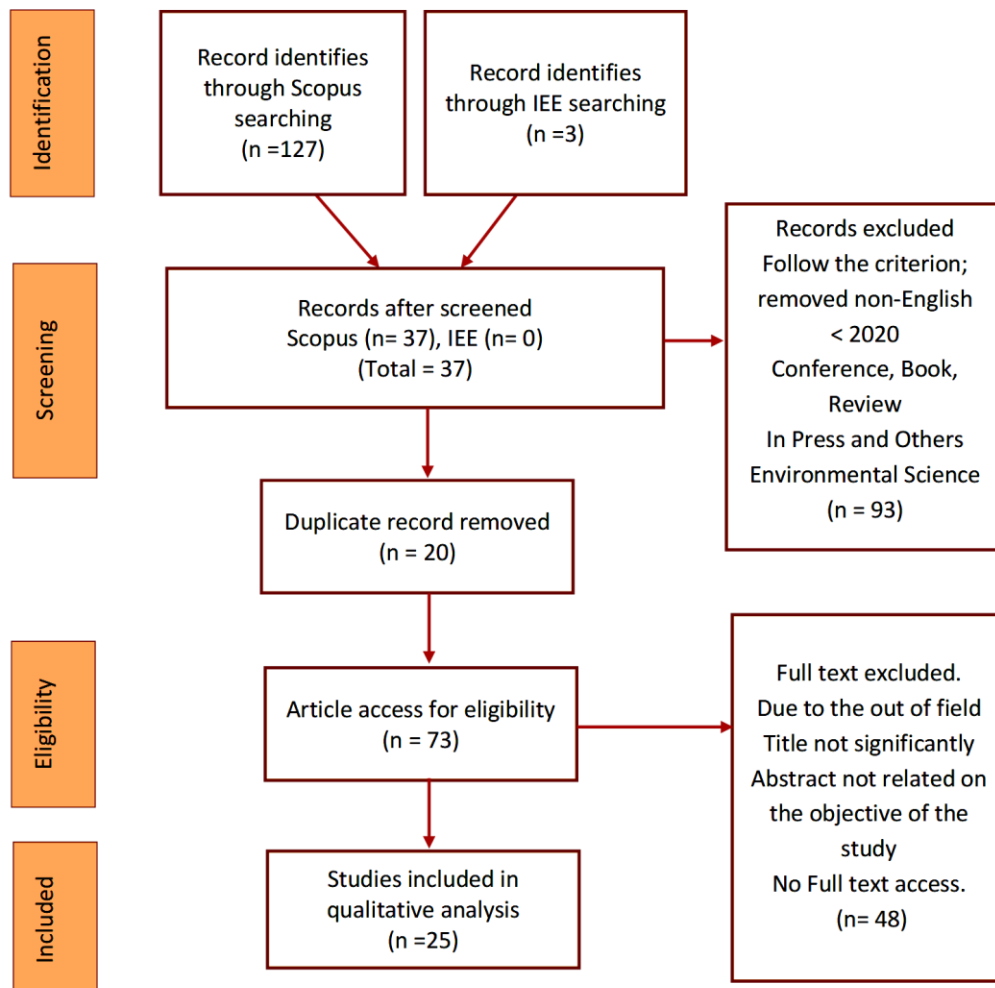 Identification
Record identifies
through Scopus
searching
(n =127)
Record identifies
through IEE searching
(n =3)
Screening
Records after screened
Scopus (n= 37), IEE (n= 0)
(Total = 37)
Records excluded
Follow the criterion;
removed non-English
< 2020
Conference, Book,
Review
In Press and Others
Environmental Science
(n = 93)
Duplicate record removed
(n = 20)
Eligibility
Article access for eligibility
(n = 73)
Full text excluded.
Due to the out of field
Title not significantly
Abstract not related on
the objective of the
study
No Full text access.
(n= 48)
Included
Studies included in
qualitative analysis
(n =25)